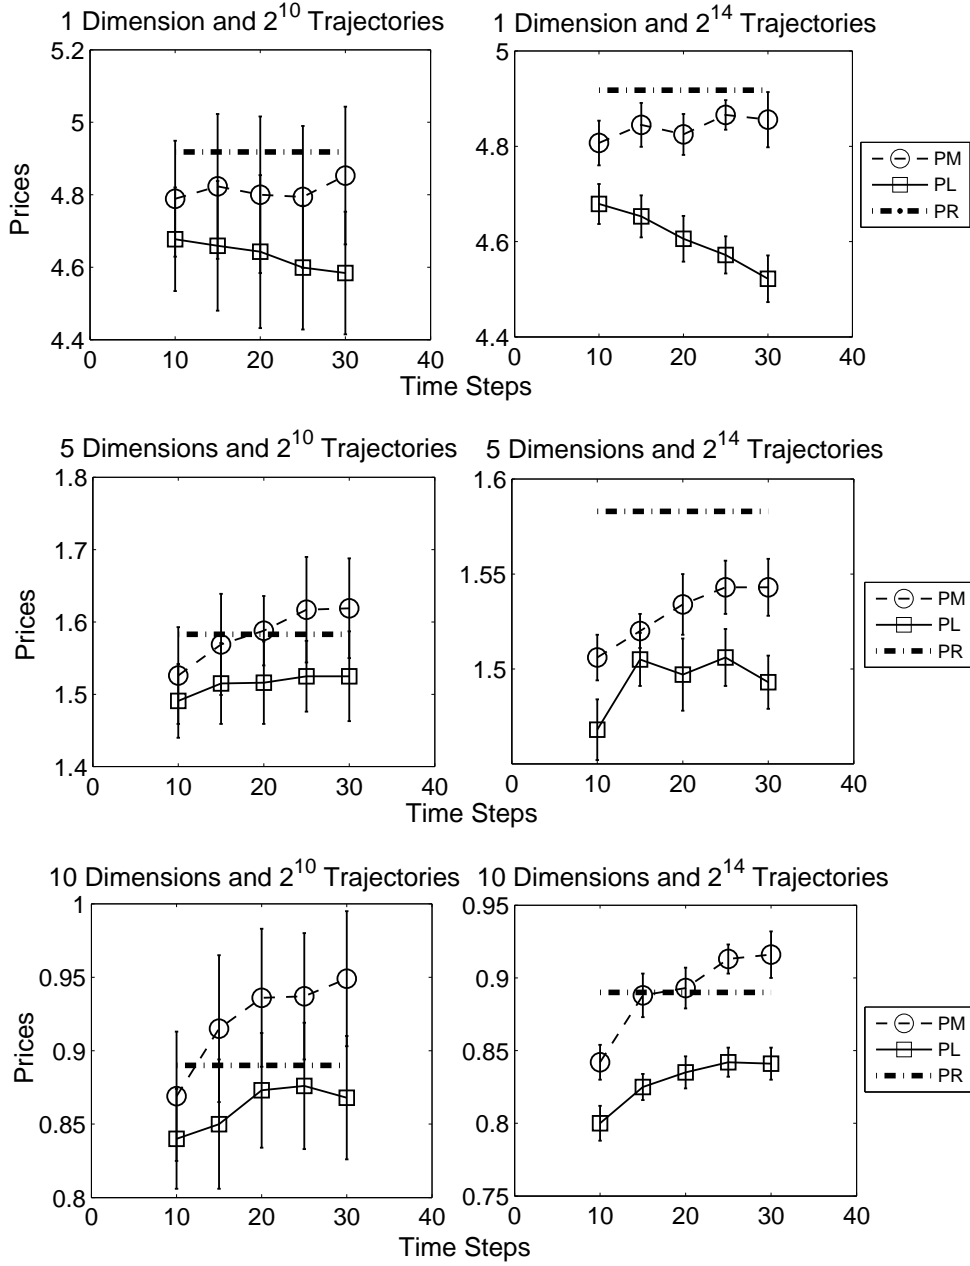 1 Dimension and 2^10 Trajectories
5.2
5
4.8
4.6
4.4
0
10
20
30
40
Prices
1 Dimension and 2^14 Trajectories
5
4.8
4.6
4.4
0
10
20
30
40
Time Steps
PM
PL
PR
5 Dimensions and 2^10 Trajectories
1.8
1.7
1.6
1.5
1.4
0
10
20
30
40
Prices
5 Dimensions and 2^14 Trajectories
1.6
1.55
1.5
0
10
20
30
40
Time Steps
PM
PL
PR
10 Dimensions and 2^10 Trajectories
1
0.95
0.9
0.85
0.8
0
10
20
30
40
Prices
10 Dimensions and 2^14 Trajectories
0.95
0.9
0.85
0.8
0.75
0
10
20
30
40
Time Steps
PM
PL
PR